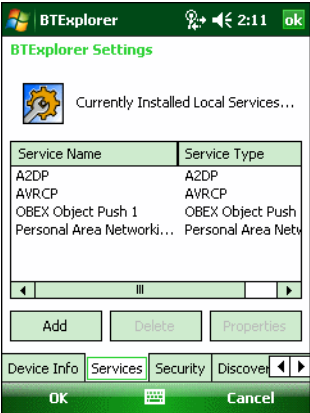 BTExplorer 2:11 ok
BTExplorer Settings
Currently Installed Local Services...
Service Name Service Type
A2DP A2DP
AVRCP AVRCP
OBEX Object Push 1 OBEX Object Push
Personal Area Networki... Personal Area Netw
Add Delete Properties
Device Info Services Security Discover
OK Cancel